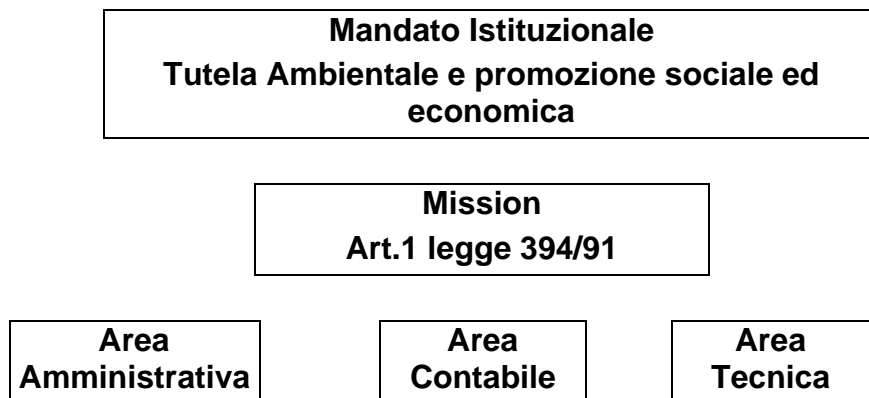 Mandato Istituzionale
Tutela Ambientale e promozione sociale ed
economica
Mission
Art.1 legge 394/91
Area
Amministrativa
Area
Contabile
Area
Tecnica